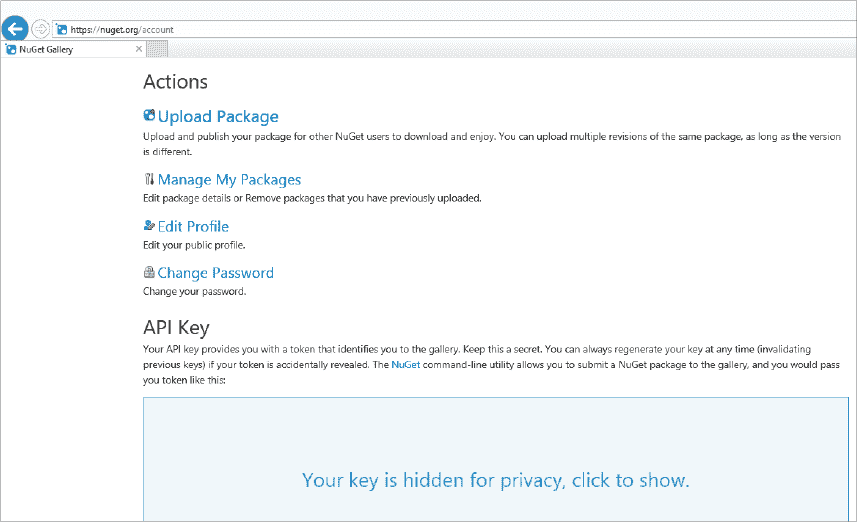 https://nuget.org/account
NuGet Gallery
Actions
Upload Package
Upload and publish your package for other NuGet users to download and enjoy. You can upload multiple revisions of the same package, as long as the version
is different.
Manage My Packages
Edit package details or Remove packages that you have previously uploaded.
Edit Profile
Edit your public profile.
Change Password
Change your password.
API Key
Your API key provides you with a token that identifies you to the gallery. Keep this a secret. You can always regenerate your key at any time (invalidating
previous keys) if your token is accidentally revealed. The NuGet command-line utility allows you to submit a NuGet package to the gallery, and you would pass
you token like this:
Your key is hidden for privacy, click to show.